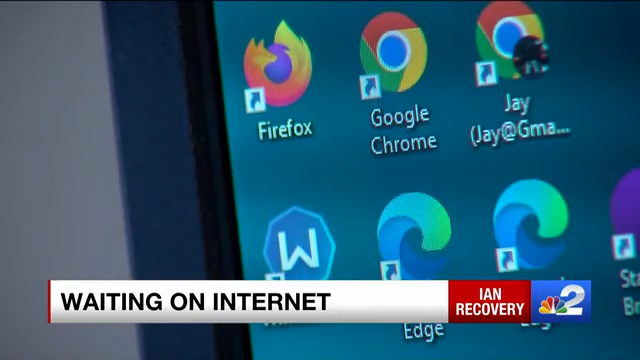 Firefox
Google
Chrome
Jay
(Jay@Gma...
W
Edge
WAITING ON INTERNET
IAN
RECOVERY
2